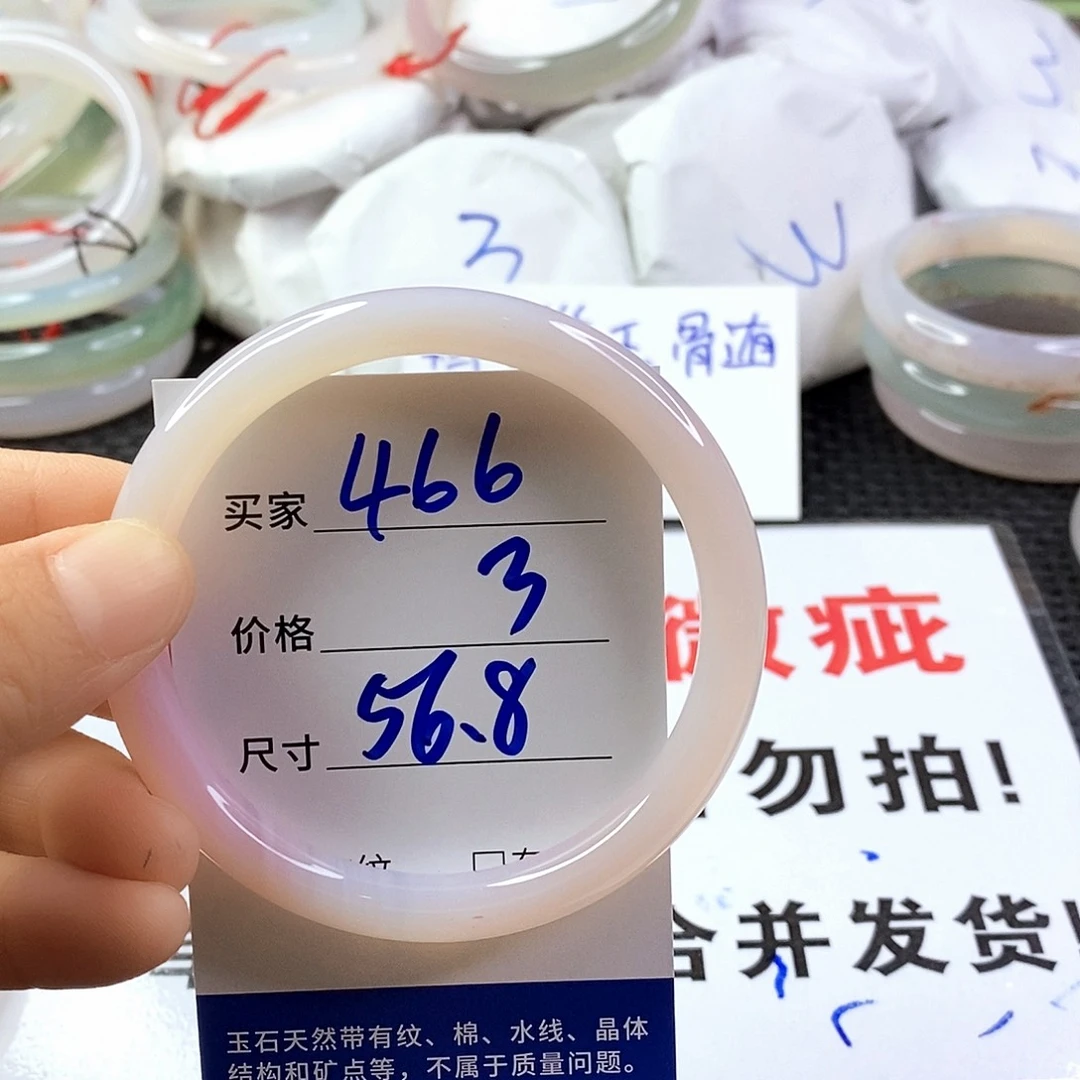 3
W
骨随
买家 466
价格 3
尺寸 56.8
微疵
勿拍!
合并发货!
玉石天然带有纹、棉、水线、晶体
结构和矿点等，不属于质量问题。